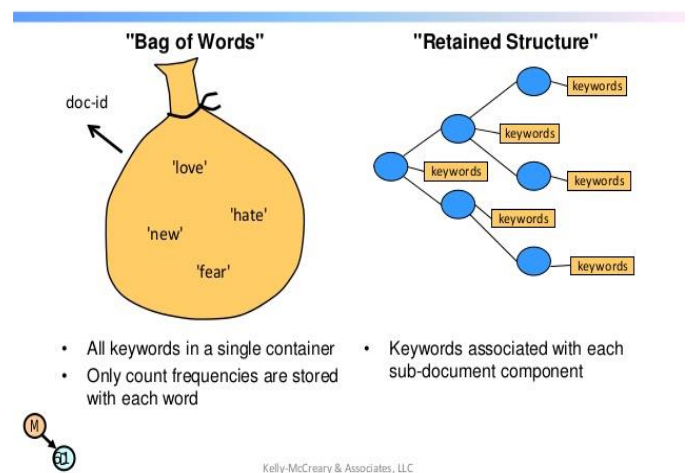 "Bag of Words"
doc-id
'love'
'hate'
'new'
'fear'
• All keywords in a single container
• Only count frequencies are stored
with each word
"Retained Structure"
keywords
keywords
keywords
keywords
keywords
keywords
• Keywords associated with each
sub-document component
M
Kelly-McCreary & Associates, LLC